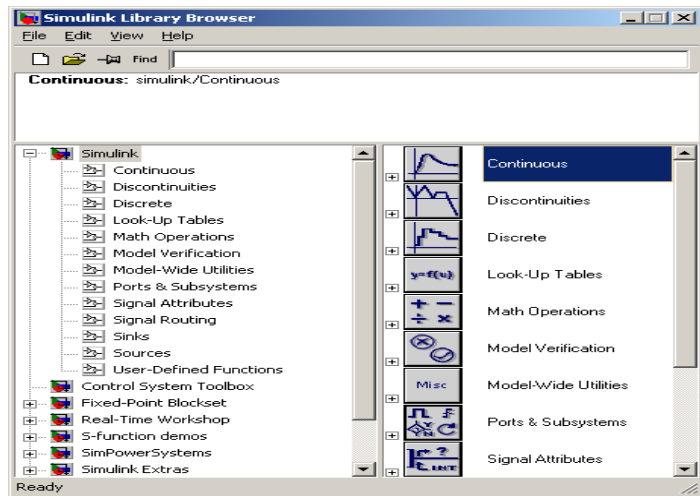 Simulink Library Browser
File Edit View Help
Find
Continuous: simulink/Continuous
Simulink
Continuous
Discontinuities
Discrete
Look-Up Tables
Math Operations
Model Verification
Model-Wide Utilities
Ports & Subsystems
Signal Attributes
Signal Routing
Sinks
Sources
User-Defined Functions
Control System Toolbox
Fixed-Point Blockset
Real-Time Workshop
S-function demos
SimPowerSystems
Simulink Extras
Continuous
Discontinuities
Discrete
y=f(u) Look-Up Tables
Math Operations
Model Verification
Misc Model-Wide Utilities
Ports & Subsystems
Signal Attributes
Ready